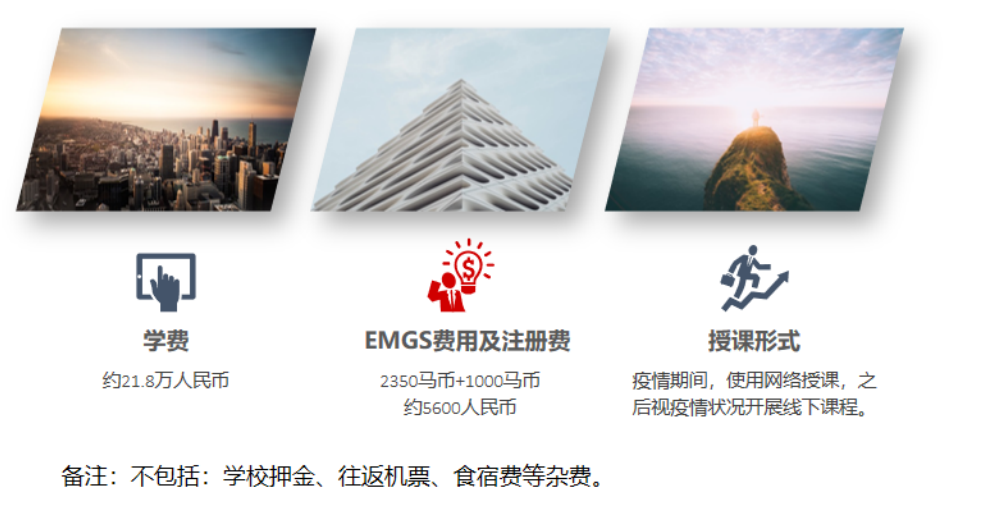 学费
约21.8万人民币
EMGS费用及注册费
2350马币+1000马币
约5600人民币
授课形式
疫情期间，使用网络授课，之
后视疫情状况开展线下课程。
备注：不包括：学校押金、往返机票、食宿费等杂费。